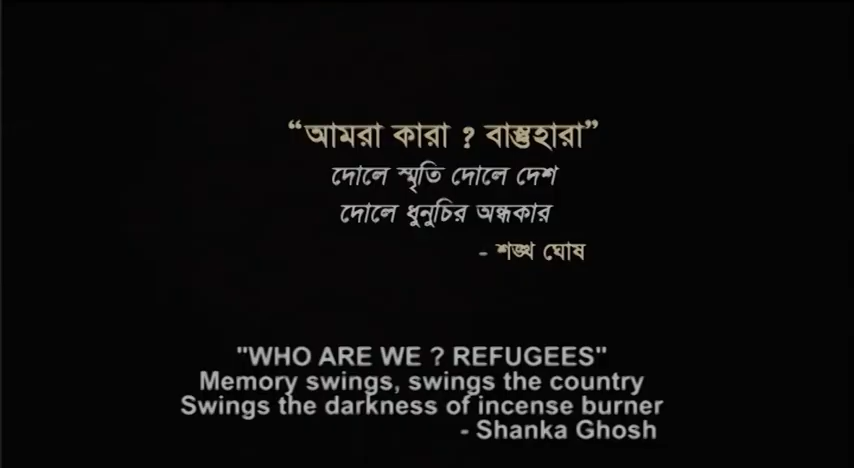 “আমরা কারা ? বাস্তুহারা”
দোলে স্মৃতি দোলে দেশ
দোলে ধুনুচির অন্ধকার
- শঙ্খ ঘোষ
"WHO ARE WE ? REFUGEES"
Memory swings, swings the country
Swings the darkness of incense burner
- Shanka Ghosh